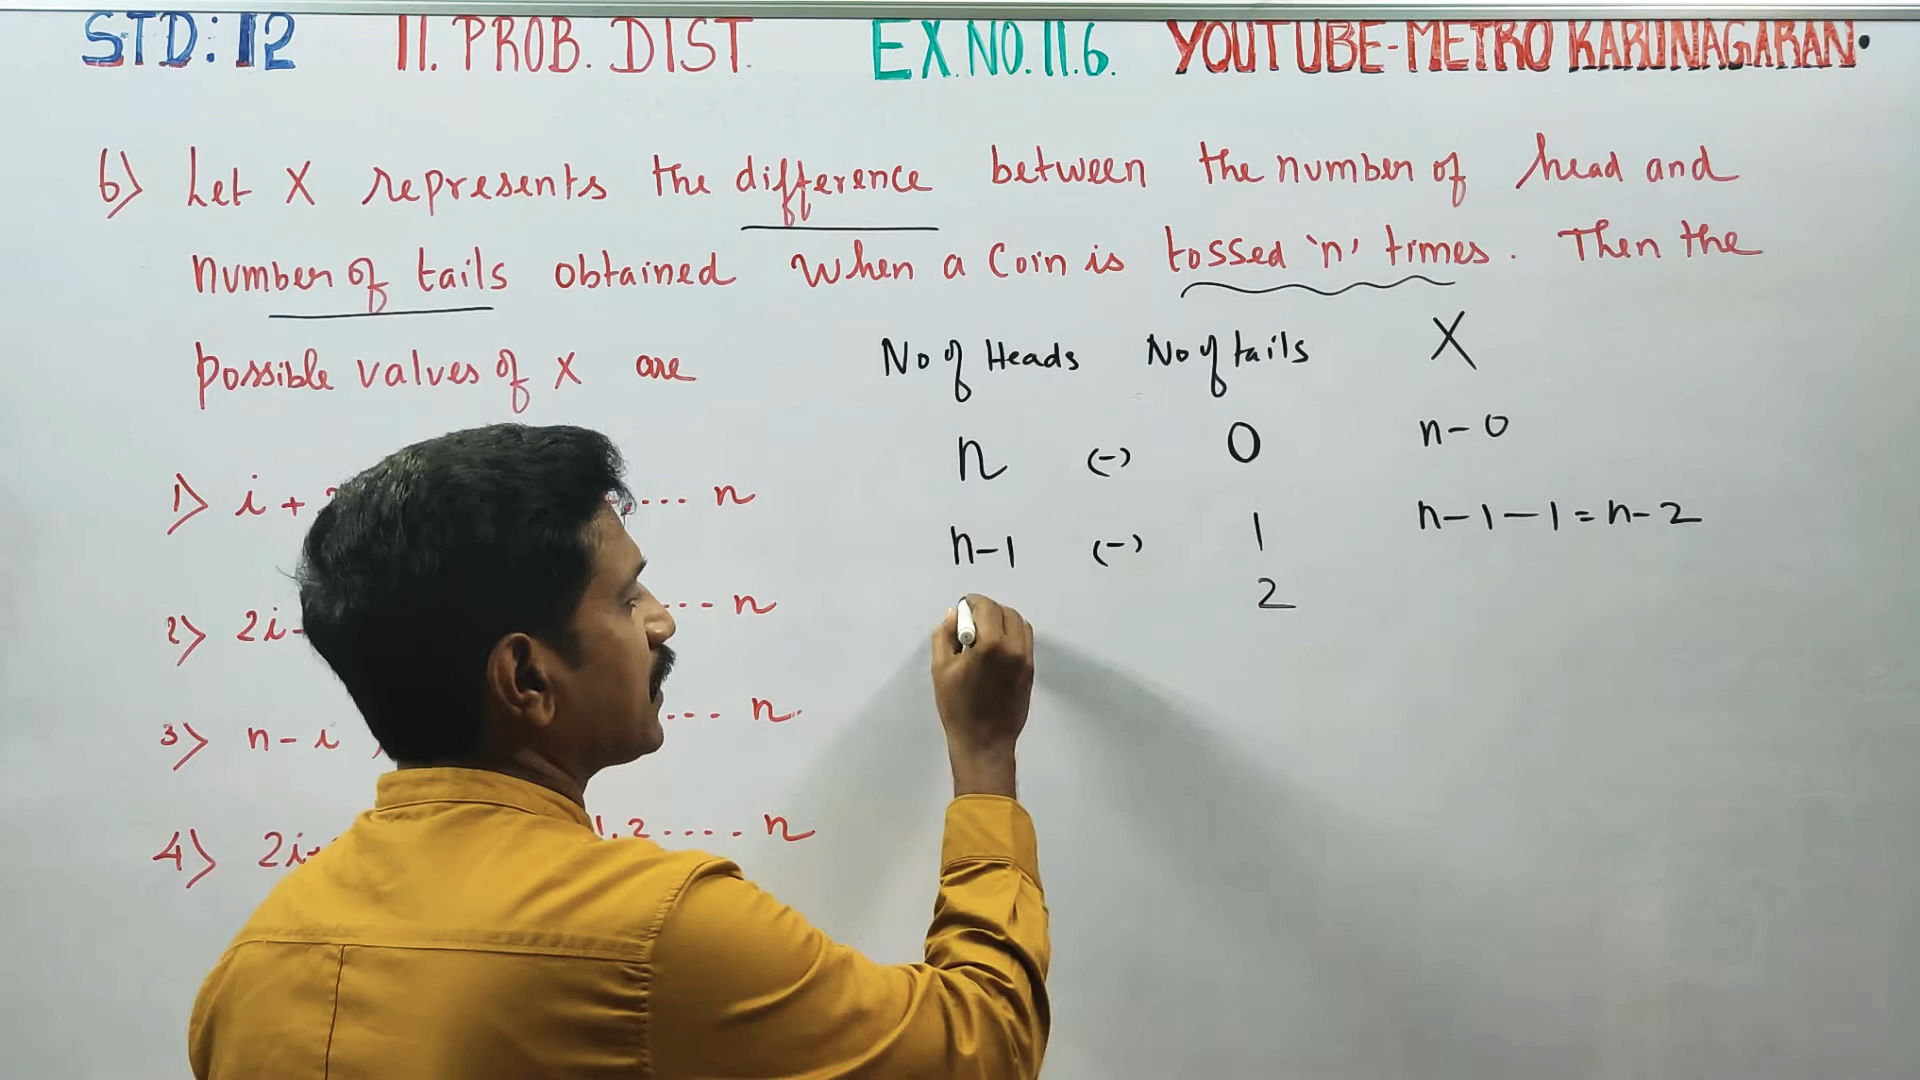 STD: 12 11. PROB. DIST. EX.NO.11.6. YOUTUBE-METRO KARUNAGARAN.
6) Let X represents the difference between the number of head and
number of tails obtained when a Coin is tossed 'n' times. Then the
possible values of X are
No of Heads No of tails X
n (-) 0 n-0
1) i + .... n
n-1 (-) 1 n-1-1=n-2
2) 2i- --- n
2
3) n-i , ---- n.
4) 2i- 1,2 ----- n